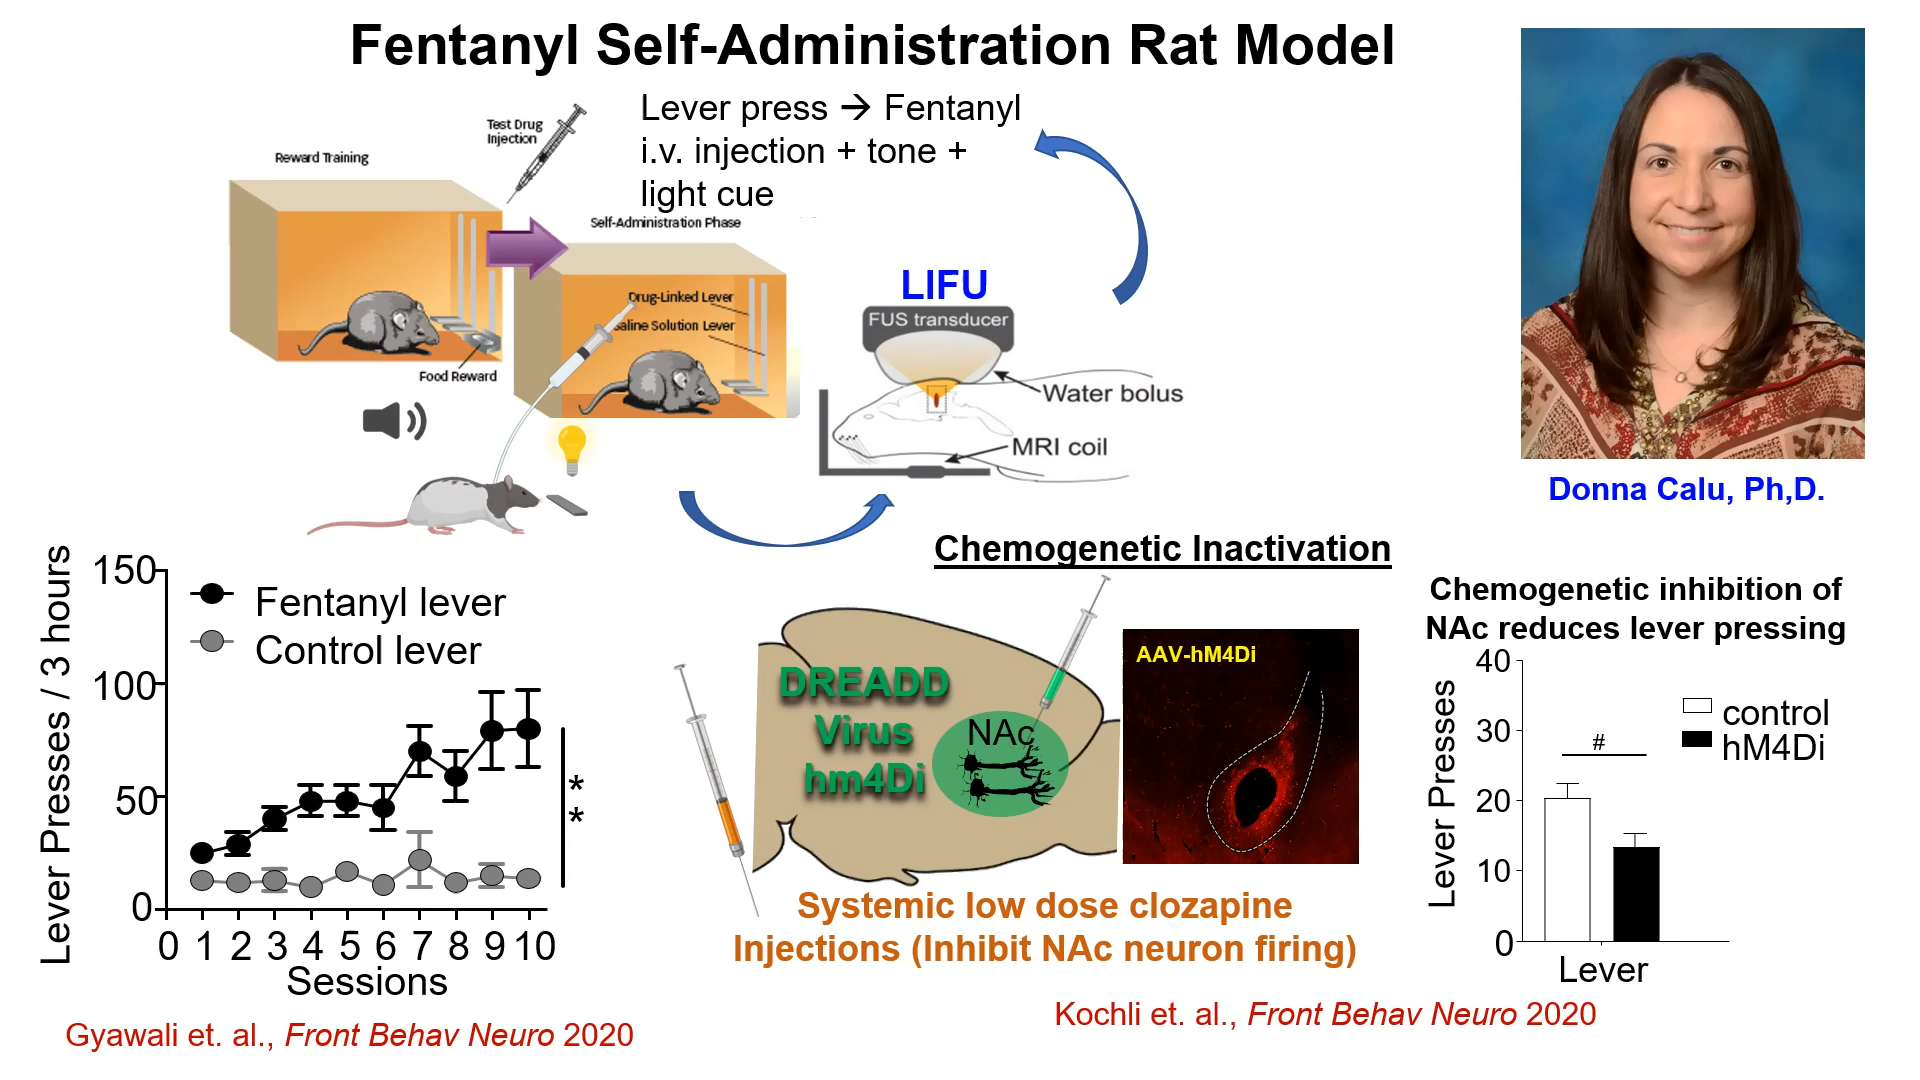 Fentanyl Self-Administration Rat Model
Lever press → Fentanyl
i.v. injection + tone +
light cue
Test Drug
Injection
Reward Training
Self-Administration Phase
Drug-Linked Lever
Saline Solution Lever
Food Reward
LIFU
FUS transducer
Water bolus
MRI coil
Donna Calu, Ph,D.
Lever Presses / 3 hours
150
100
50
0
Fentanyl lever
Control lever
*
*
0 1 2 3 4 5 6 7 8 9 10
Sessions
Gyawali et. al., Front Behav Neuro 2020
Chemogenetic Inactivation
DREADD
Virus
hm4Di
NAc
AAV-hM4Di
Systemic low dose clozapine
Injections (Inhibit NAc neuron firing)
Chemogenetic inhibition of
NAc reduces lever pressing
Lever Presses
40
30
20
10
0
#
control
hM4Di
Lever
Kochli et. al., Front Behav Neuro 2020